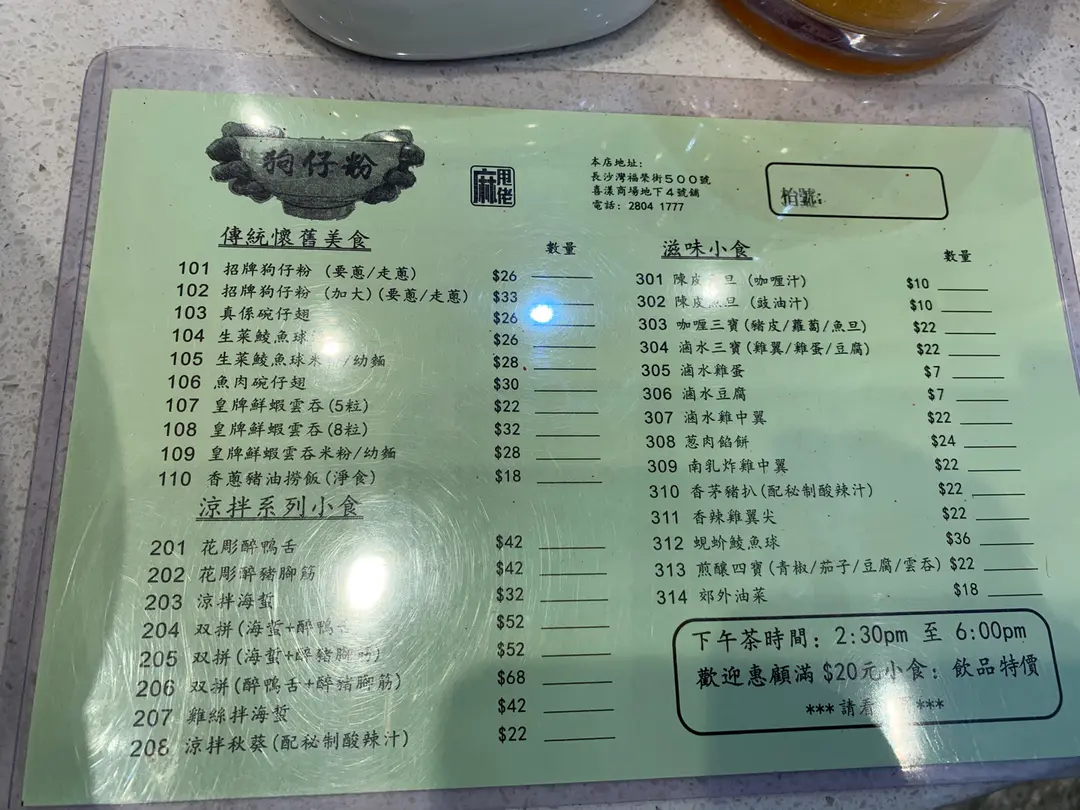 狗仔粉
麻甩佬
本店地址:
長沙灣福榮街500號
喜漾商場地下4號舖
電話: 2804 1777
枱號:
傳統懷舊美食 數量
101 招牌狗仔粉 (要蔥/走蔥) $26
102 招牌狗仔粉 (加大)(要蔥/走蔥) $33
103 真係碗仔翅 $26
104 生菜鯪魚球 $26
105 生菜鯪魚球米 /幼麵 $28
106 魚肉碗仔翅 $30
107 皇牌鮮蝦雲吞(5粒) $22
108 皇牌鮮蝦雲吞(8粒) $32
109 皇牌鮮蝦雲吞米粉/幼麵 $28
110 香蔥豬油撈飯(淨食) $18
涼拌系列小食
201 花彫醉鴨舌 $42
202 花彫醉豬腳筋 $42
203 涼拌海蜇 $32
204 双拼(海蜇+醉鴨舌 $52
205 双拼(海蜇+醉豬腳筋) $52
206 双拼(醉鴨舌+醉豬腳筋) $68
207 雞絲拌海蜇 $42
208 涼拌秋葵(配秘制酸辣汁) $22
滋味小食 數量
301 陳皮魚旦 (咖喱汁) $10
302 陳皮魚旦 (豉油汁) $10
303 咖喱三寶(豬皮/蘿蔔/魚旦) $22
304 滷水三寶(雞翼/雞蛋/豆腐) $22
305 滷水雞蛋 $7
306 滷水豆腐 $7
307 滷水雞中翼 $22
308 蔥肉餡餅 $24
309 南乳炸雞中翼 $22
310 香茅豬扒(配秘制酸辣汁) $22
311 香辣雞翼尖 $22
312 蜆蚧鯪魚球 $36
313 煎釀四寶(青椒/茄子/豆腐/雲吞) $22
314 郊外油菜 $18
下午茶時間: 2:30pm 至 6:00pm
歡迎惠顧滿 $20元小食: 飲品特價
***請看 ***